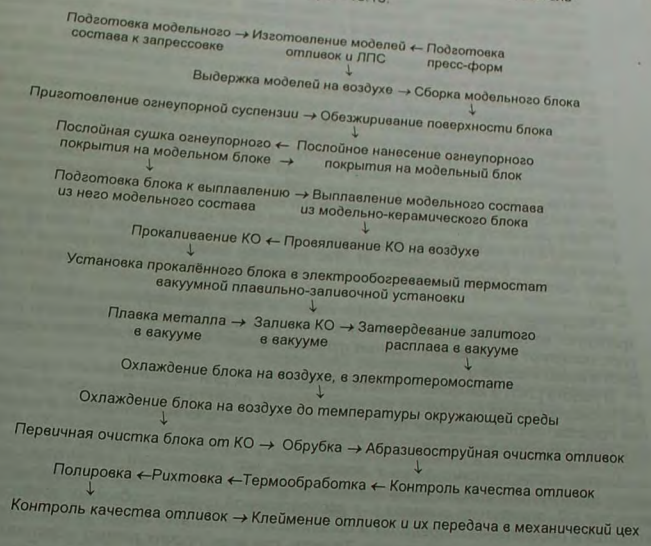 Подготовка модельного → Изготовление моделей ← Подготовка
состава к запрессовке отливок и ЛПС пресс-форм
↓
Выдержка моделей на воздухе → Сборка модельного блока
↓
Приготовление огнеупорной суспензии → Обезжиривание поверхности блока
↓
Послойная сушка огнеупорного ← Послойное нанесение огнеупорного
покрытия на модельном блоке → покрытия на модельный блок
↓
Подготовка блока к выплавлению → Выплавление модельного состава
из него модельного состава из модельно-керамического блока
↓
Прокаливаение КО ← Провяливание КО на воздухе
↓
Установка прокалённого блока в электрообогреваемый термостат
вакуумной плавильно-заливочной установки
↓
Плавка металла → Заливка КО → Затвердевание залитого
в вакууме в вакууме расплава в вакууме
↓
Охлаждение блока на воздухе, в электротеромостате
↓
Охлаждение блока на воздухе до температуры окружающей среды
↓
Первичная очистка блока от КО → Обрубка → Абразивоструйная очистка отливок
↓
Полировка ←Рихтовка ←Термообработка ← Контроль качества отливок
↓
Контроль качества отливок → Клеймение отливок и их передача в механический цех